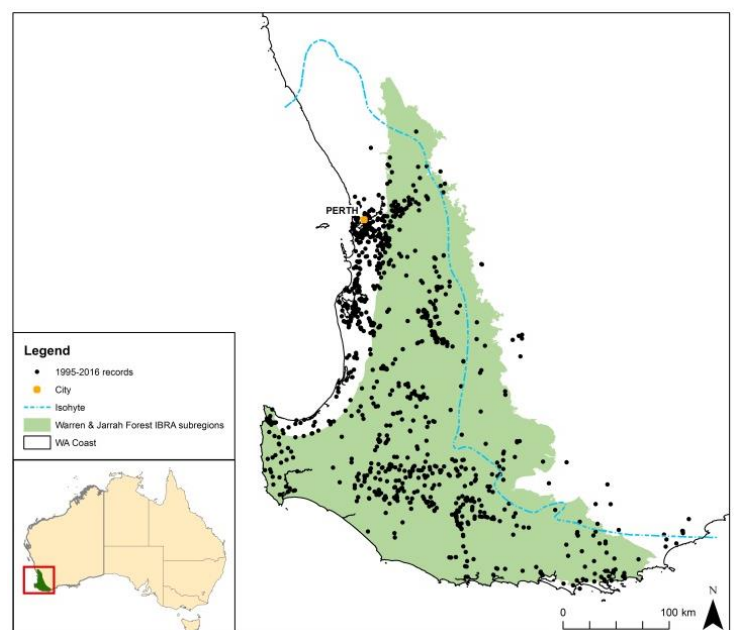 PERTH
Legend
1995-2016 records
City
Isohyte
Warren & Jarrah Forest IBRA subregions
WA Coast
N
0 100 km